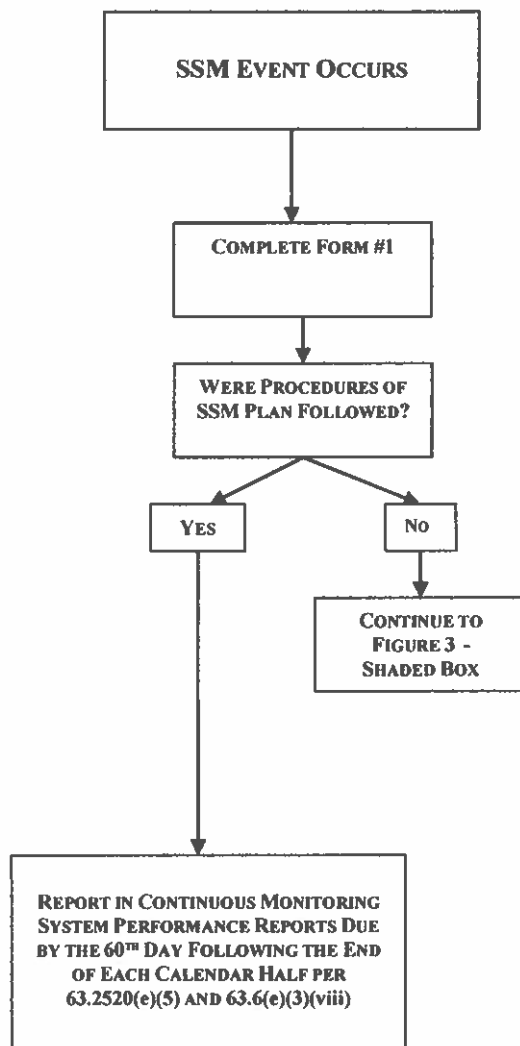 SSM EVENT OCCURS
COMPLETE FORM #1
WERE PROCEDURES OF
SSM PLAN FOLLOWED?
YES
NO
CONTINUE TO
FIGURE 3 -
SHADED BOX
REPORT IN CONTINUOUS MONITORING
SYSTEM PERFORMANCE REPORTS DUE
BY THE 60TH DAY FOLLOWING THE END
OF EACH CALENDAR HALF PER
63.2520(e)(5) AND 63.6(e)(3)(viii)